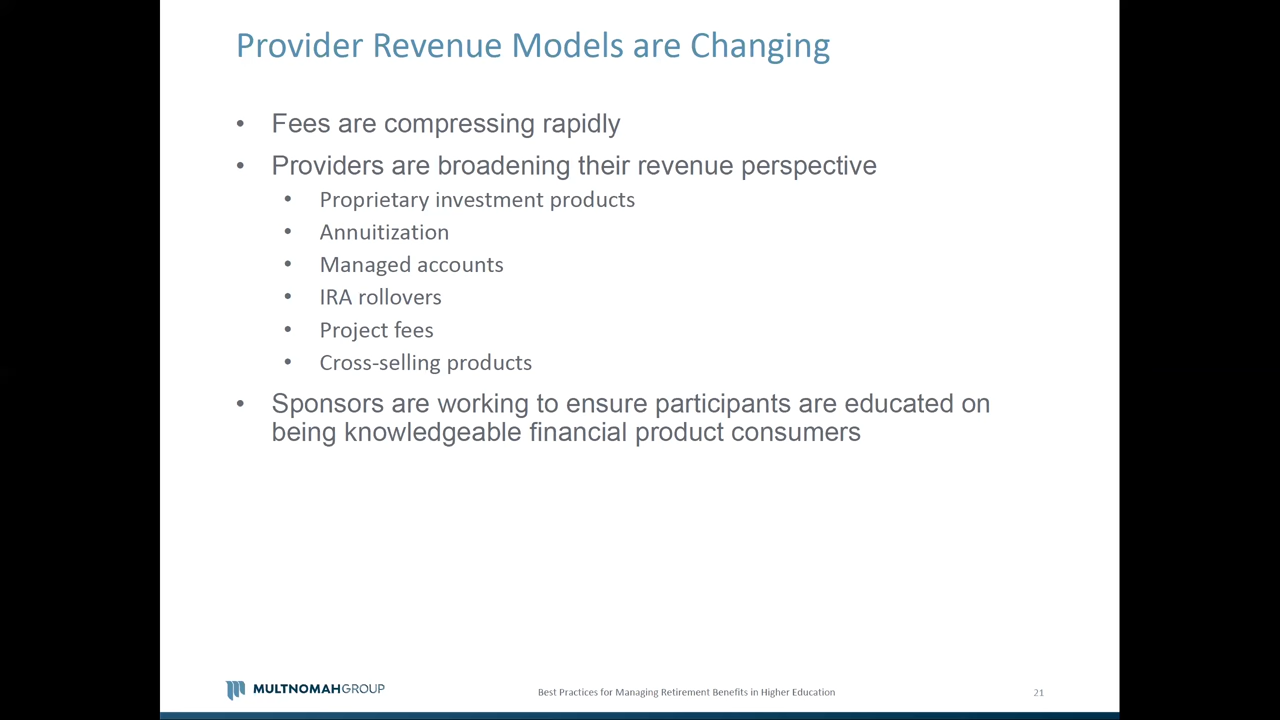 Provider Revenue Models are Changing
• Fees are compressing rapidly
• Providers are broadening their revenue perspective
• Proprietary investment products
• Annuitization
• Managed accounts
• IRA rollovers
• Project fees
• Cross-selling products
• Sponsors are working to ensure participants are educated on
being knowledgeable financial product consumers
MULTNOMAHGROUP
Best Practices for Managing Retirement Benefits in Higher Education
21